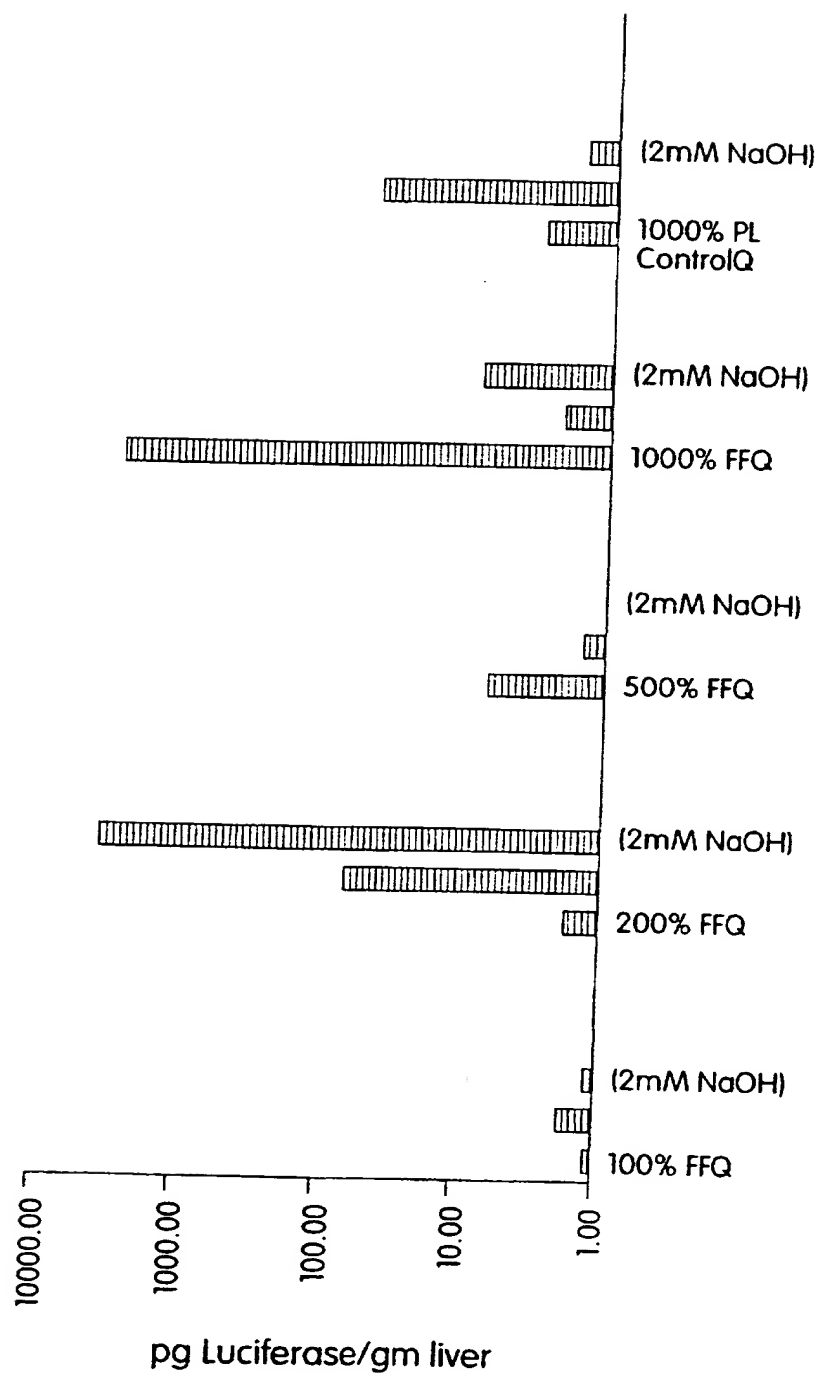 (2mM NaOH)
1000% PL
ControlQ
(2mM NaOH)
1000% FFQ
(2mM NaOH)
500% FFQ
(2mM NaOH)
200% FFQ
(2mM NaOH)
100% FFQ
10000.00
1000.00
100.00
10.00
1.00
pg Luciferase/gm liver